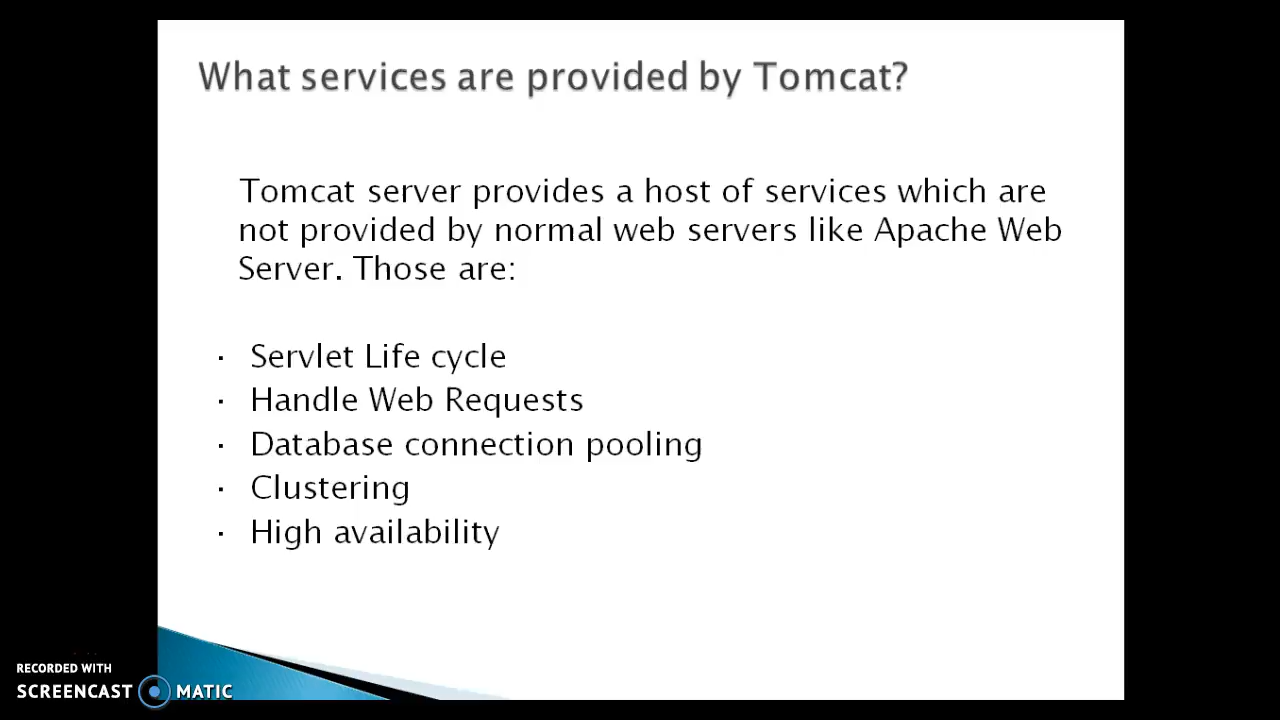 What services are provided by Tomcat?
Tomcat server provides a host of services which are
not provided by normal web servers like Apache Web
Server. Those are:
· Servlet Life cycle
· Handle Web Requests
· Database connection pooling
· Clustering
· High availability
RECORDED WITH
SCREENCAST MATIC